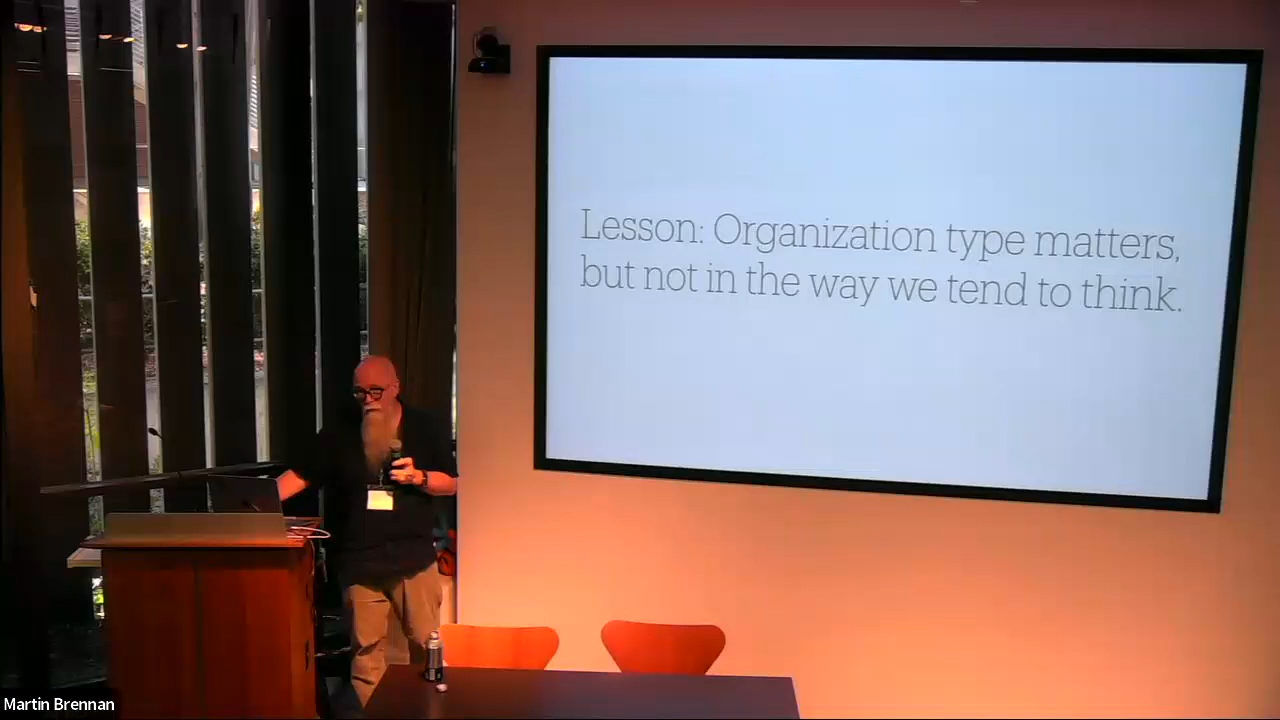 Lesson: Organization type matters,
but not in the way we tend to think.
Martin Brennan